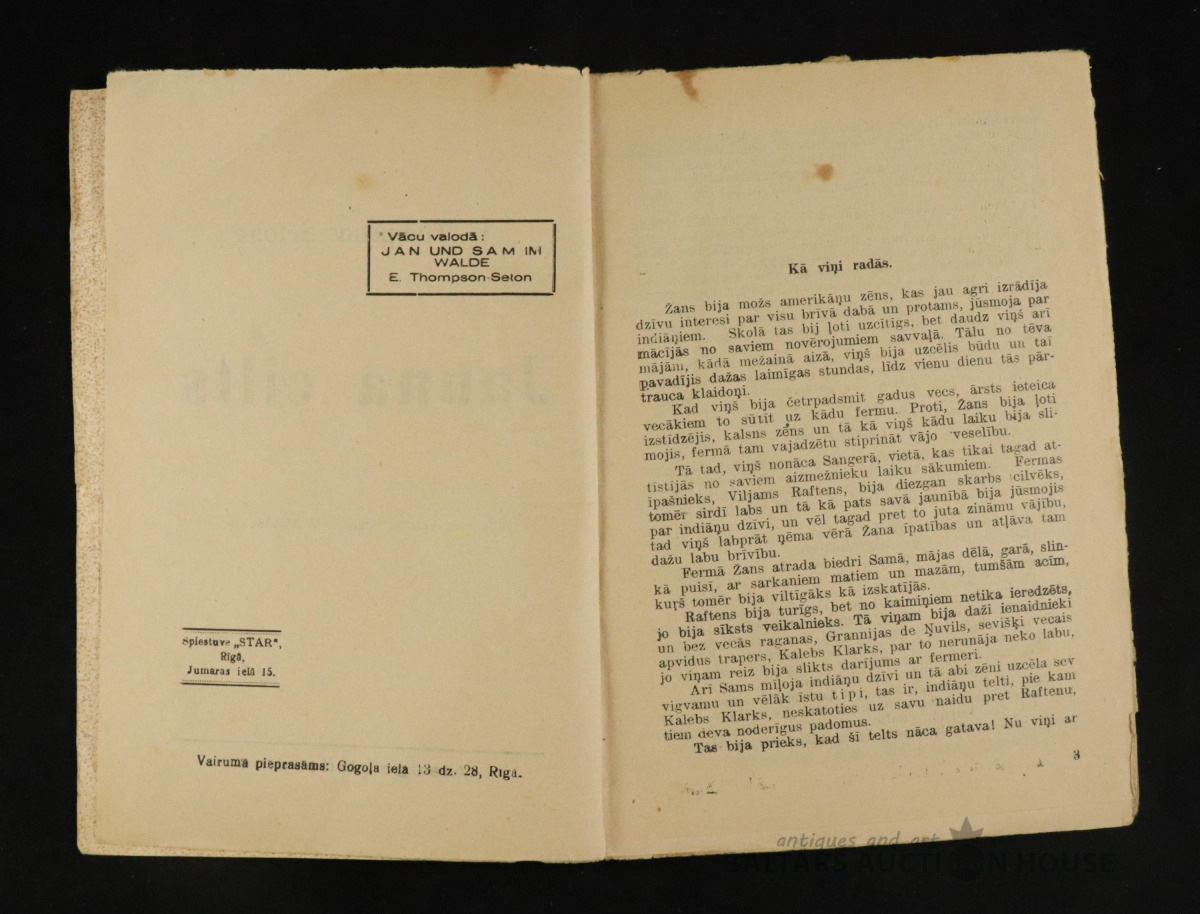 Vācu valodā:
JAN UND SAM IM
WALDE
E. Thompson-Seton
Spiestuve „STAR",
Rīgā,
Jumaras ielā 15.
Vairumā pieprasāms: Gogoļa ielā 13 dz. 28, Rīgā.
Kā viņi radās.
Žans bija možs amerikāņu zēns, kas jau agri izrādīja
dzīvu interesi par visu brīvā dabā un protams, jūsmoja par
indiāņiem. Skolā tas bij ļoti uzcītīgs, bet daudz viņš arī
mācījās no saviem novērojumiem savvaļā. Tālu no tēva
mājām, kādā mežainā aizā, viņš bija uzcēlis būdu un tai
pavadījis dažas laimīgas stundas, līdz vienu dienu tās pār-
trauca klaidoņi.
Kad viņš bija četrpadsmit gadus vecs, ārsts ieteica
vecākiem to sūtīt uz kādu fermu. Proti, Žans bija ļoti
izstīdzējis, kalsns zēns un tā kā viņš kādu laiku bija sli-
mojis, fermā tam vajadzētu stiprināt vājo veselību.
Tā tad, viņš nonāca Sangerā, vietā, kas tikai tagad at-
tīstījās no saviem aizmežnieku laiku sākumiem. Fermas
īpašnieks, Viljams Raftens, bija diezgan skarbs cilvēks,
tomēr sirdī labs un tā kā pats savā jaunībā bija jūsmojis
par indiāņu dzīvi, un vēl tagad pret to juta zināmu vājību,
tad viņš labprāt ņēma vērā Žana īpatības un atļāva tam
dažu labu brīvību.
Fermā Žans atrada biedri Samā, mājas dēlā, garā, slin-
kā puisī, ar sarkaniem matiem un mazām, tumšām acīm,
kuŗš tomēr bija viltīgāks kā izskatījās.
Raftens bija turīgs, bet no kaimiņiem netika ieredzēts,
jo bija sīksts veikalnieks. Tā viņam bija daži ienaidnieki
un bez vecās raganas, Grannijas de Ņuvils, sevišķi vecais
apvidus trapers, Kalebs Klarks, par to nerunāja neko labu,
jo viņam reiz bija slikts darījums ar fermeri.
Arī Sams mīļoja indiāņu dzīvi un tā abi zēni uzcēla sev
vigvamu un vēlāk īstu tipi, tas ir, indiāņu telti, pie kam
Kalebs Klarks, neskatoties uz savu naidu pret Raftenu,
tiem deva noderīgus padomus.
Tas bija prieks, kad šī telts nāca gatava! Nu viņi ar
3
antiques and art
BALTARS AUCTION HOUSE